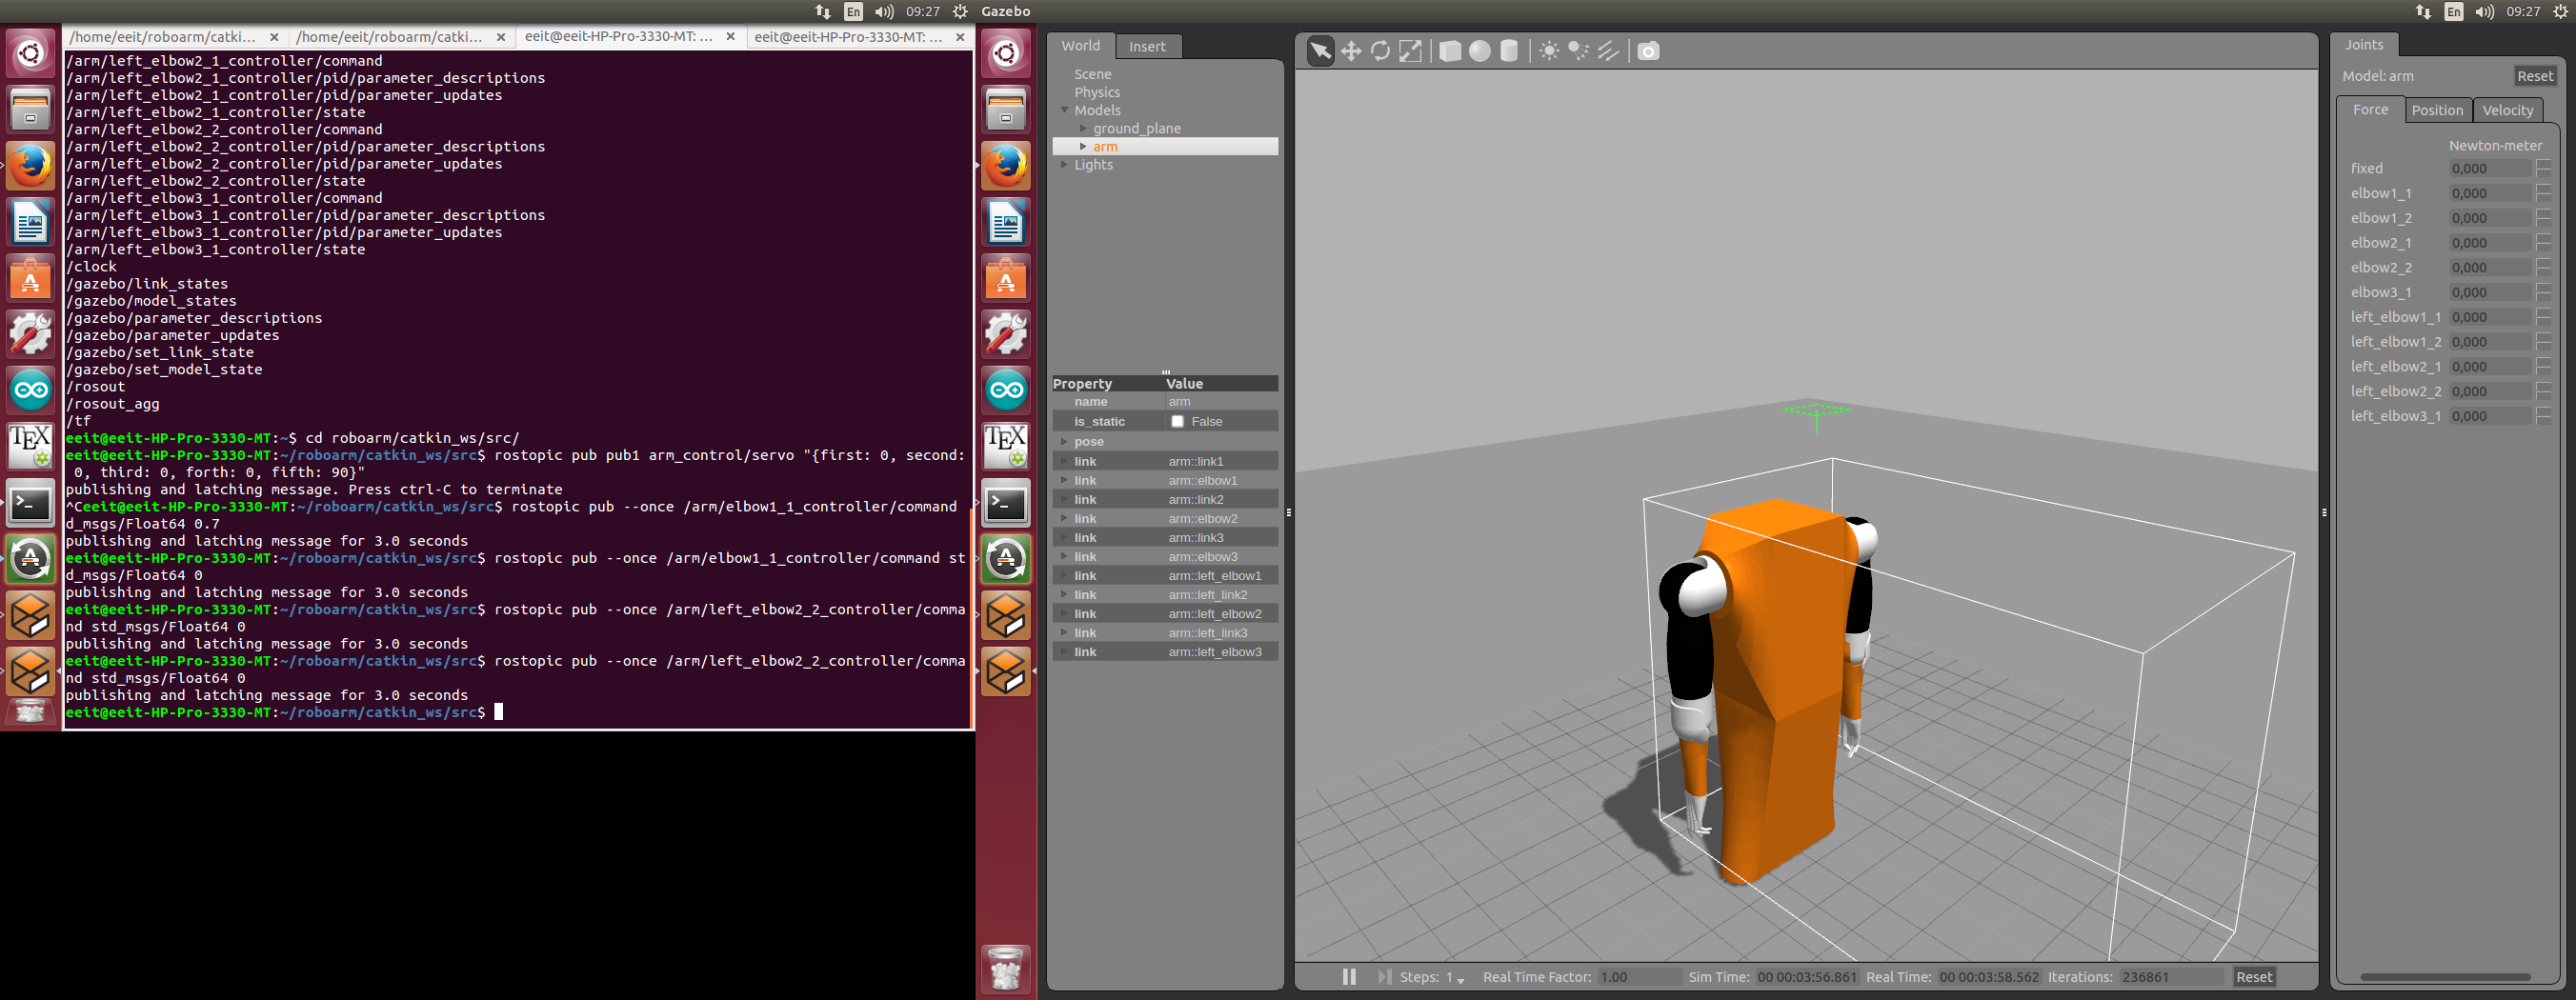 En 09:27 Gazebo En 09:27
/home/eeit/roboarm/catki... × /home/eeit/roboarm/catki... × eeit@eeit-HP-Pro-3330-MT: ... × eeit@eeit-HP-Pro-3330-MT: ... ×
/arm/left_elbow2_1_controller/command
/arm/left_elbow2_1_controller/pid/parameter_descriptions
/arm/left_elbow2_1_controller/pid/parameter_updates
/arm/left_elbow2_1_controller/state
/arm/left_elbow2_2_controller/command
/arm/left_elbow2_2_controller/pid/parameter_descriptions
/arm/left_elbow2_2_controller/pid/parameter_updates
/arm/left_elbow2_2_controller/state
/arm/left_elbow3_1_controller/command
/arm/left_elbow3_1_controller/pid/parameter_descriptions
/arm/left_elbow3_1_controller/pid/parameter_updates
/arm/left_elbow3_1_controller/state
/clock
/gazebo/link_states
/gazebo/model_states
/gazebo/parameter_descriptions
/gazebo/parameter_updates
/gazebo/set_link_state
/gazebo/set_model_state
/rosout
/rosout_agg
/tf
eeit@eeit-HP-Pro-3330-MT:~$ cd roboarm/catkin_ws/src/
eeit@eeit-HP-Pro-3330-MT:~/roboarm/catkin_ws/src$ rostopic pub pub1 arm_control/servo "{first: 0, second:
0, third: 0, forth: 0, fifth: 90}"
publishing and latching message. Press ctrl-C to terminate
^Ceeit@eeit-HP-Pro-3330-MT:~/roboarm/catkin_ws/src$ rostopic pub --once /arm/elbow1_1_controller/command
d_msgs/Float64 0.7
publishing and latching message for 3.0 seconds
eeit@eeit-HP-Pro-3330-MT:~/roboarm/catkin_ws/src$ rostopic pub --once /arm/elbow1_1_controller/command st
d_msgs/Float64 0
publishing and latching message for 3.0 seconds
eeit@eeit-HP-Pro-3330-MT:~/roboarm/catkin_ws/src$ rostopic pub --once /arm/left_elbow2_2_controller/comma
nd std_msgs/Float64 0
publishing and latching message for 3.0 seconds
eeit@eeit-HP-Pro-3330-MT:~/roboarm/catkin_ws/src$ rostopic pub --once /arm/left_elbow2_2_controller/comma
nd std_msgs/Float64 0
publishing and latching message for 3.0 seconds
eeit@eeit-HP-Pro-3330-MT:~/roboarm/catkin_ws/src$
TEX
TEX
World Insert
Scene
Physics
Models
ground_plane
arm
Lights
Property Value
name arm
is_static False
pose
link arm::link1
link arm::elbow1
link arm::link2
link arm::elbow2
link arm::link3
link arm::elbow3
link arm::left_elbow1
link arm::left_link2
link arm::left_elbow2
link arm::left_link3
link arm::left_elbow3
Steps: 1 Real Time Factor: 1.00 Sim Time: 00 00:03:56.861 Real Time: 00 00:03:58.562 Iterations: 236861 Reset
Joints
Model: arm Reset
Force Position Velocity
Newton-meter
fixed 0,000
elbow1_1 0,000
elbow1_2 0,000
elbow2_1 0,000
elbow2_2 0,000
elbow3_1 0,000
left_elbow1_1 0,000
left_elbow1_2 0,000
left_elbow2_1 0,000
left_elbow2_2 0,000
left_elbow3_1 0,000